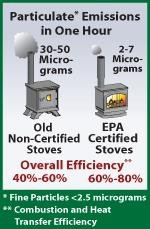 Particulate* Emissions
in One Hour
30-50
Micro-
grams
2-7
Micro-
grams
Old
Non-Certified
Stoves
EPA
Certified
Stoves
Overall Efficiency**
40%-60%
60%-80%
* Fine Particles <2.5 micrograms
** Combustion and Heat
Transfer Efficiency